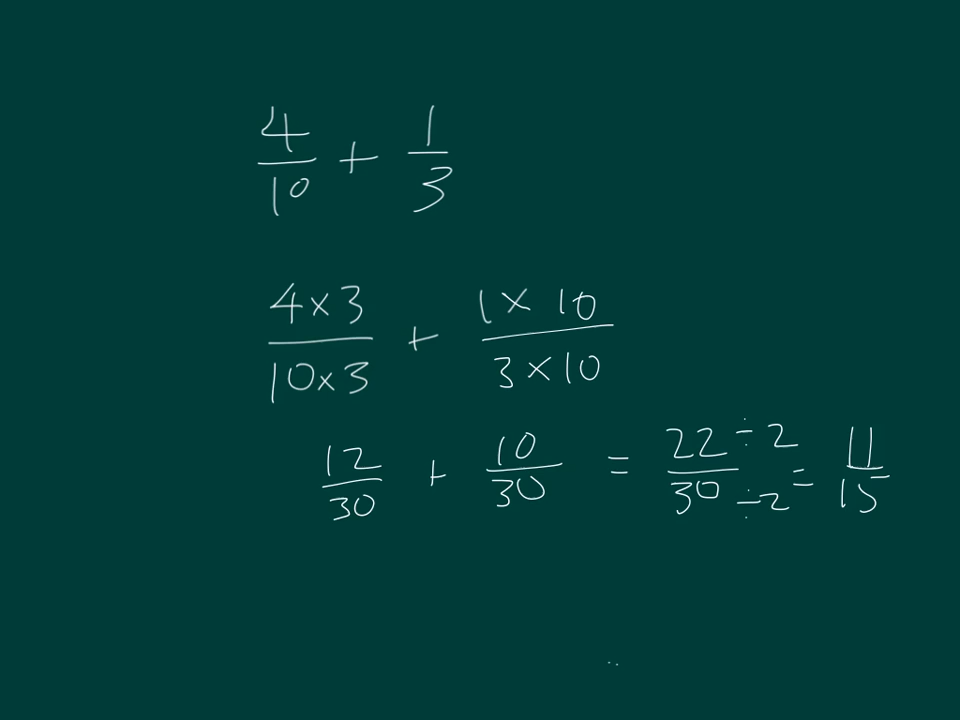 4/10 + 1/3
4 x 3/10 x 3 + 1 x 10/3 x 10
12/30 + 10/30 = 22 ÷ 2/30 ÷ 2 = 11/15